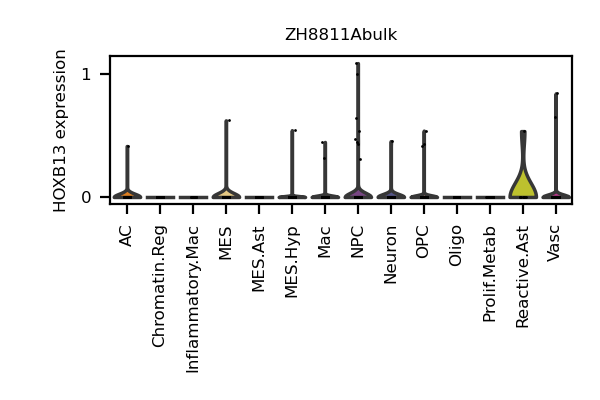 ZH8811Abulk
HOXB13 expression
1
0
AC
Chromatin.Reg
Inflammatory.Mac
MES
MES.Ast
MES.Hyp
Mac
NPC
Neuron
OPC
Oligo
Prolif.Metab
Reactive.Ast
Vasc